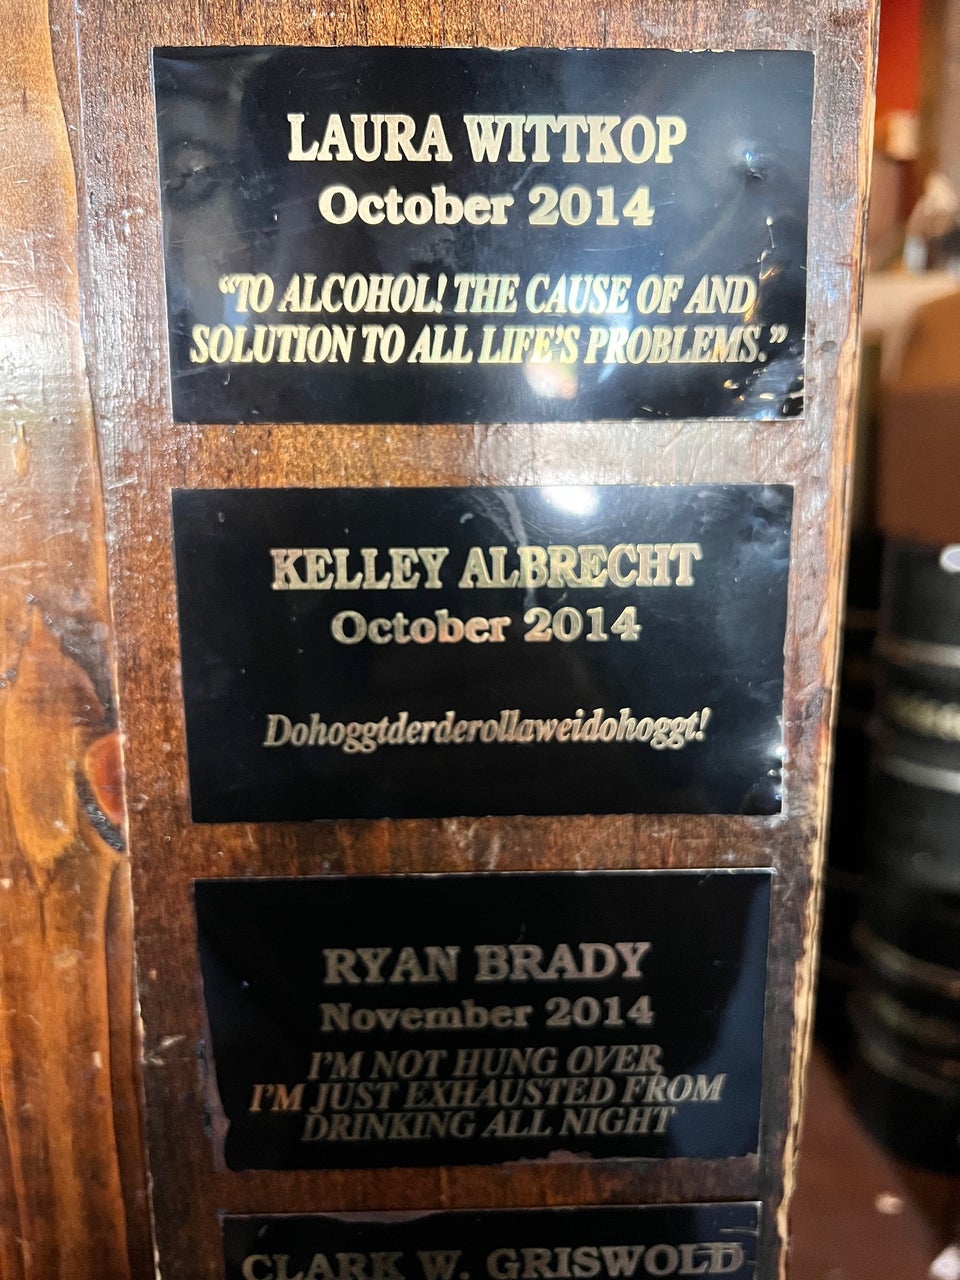 LAURA WITTKOP
October 2014
“TO ALCOHOL! THE CAUSE OF AND
SOLUTION TO ALL LIFE’S PROBLEMS.”
KELLEY ALBRECHT
October 2014
Dohoggtderderollaweidohoggt!
RYAN BRADY
November 2014
I’M NOT HUNG OVER,
I’M JUST EXHAUSTED FROM
DRINKING ALL NIGHT
CLARK W. GRISWOLD